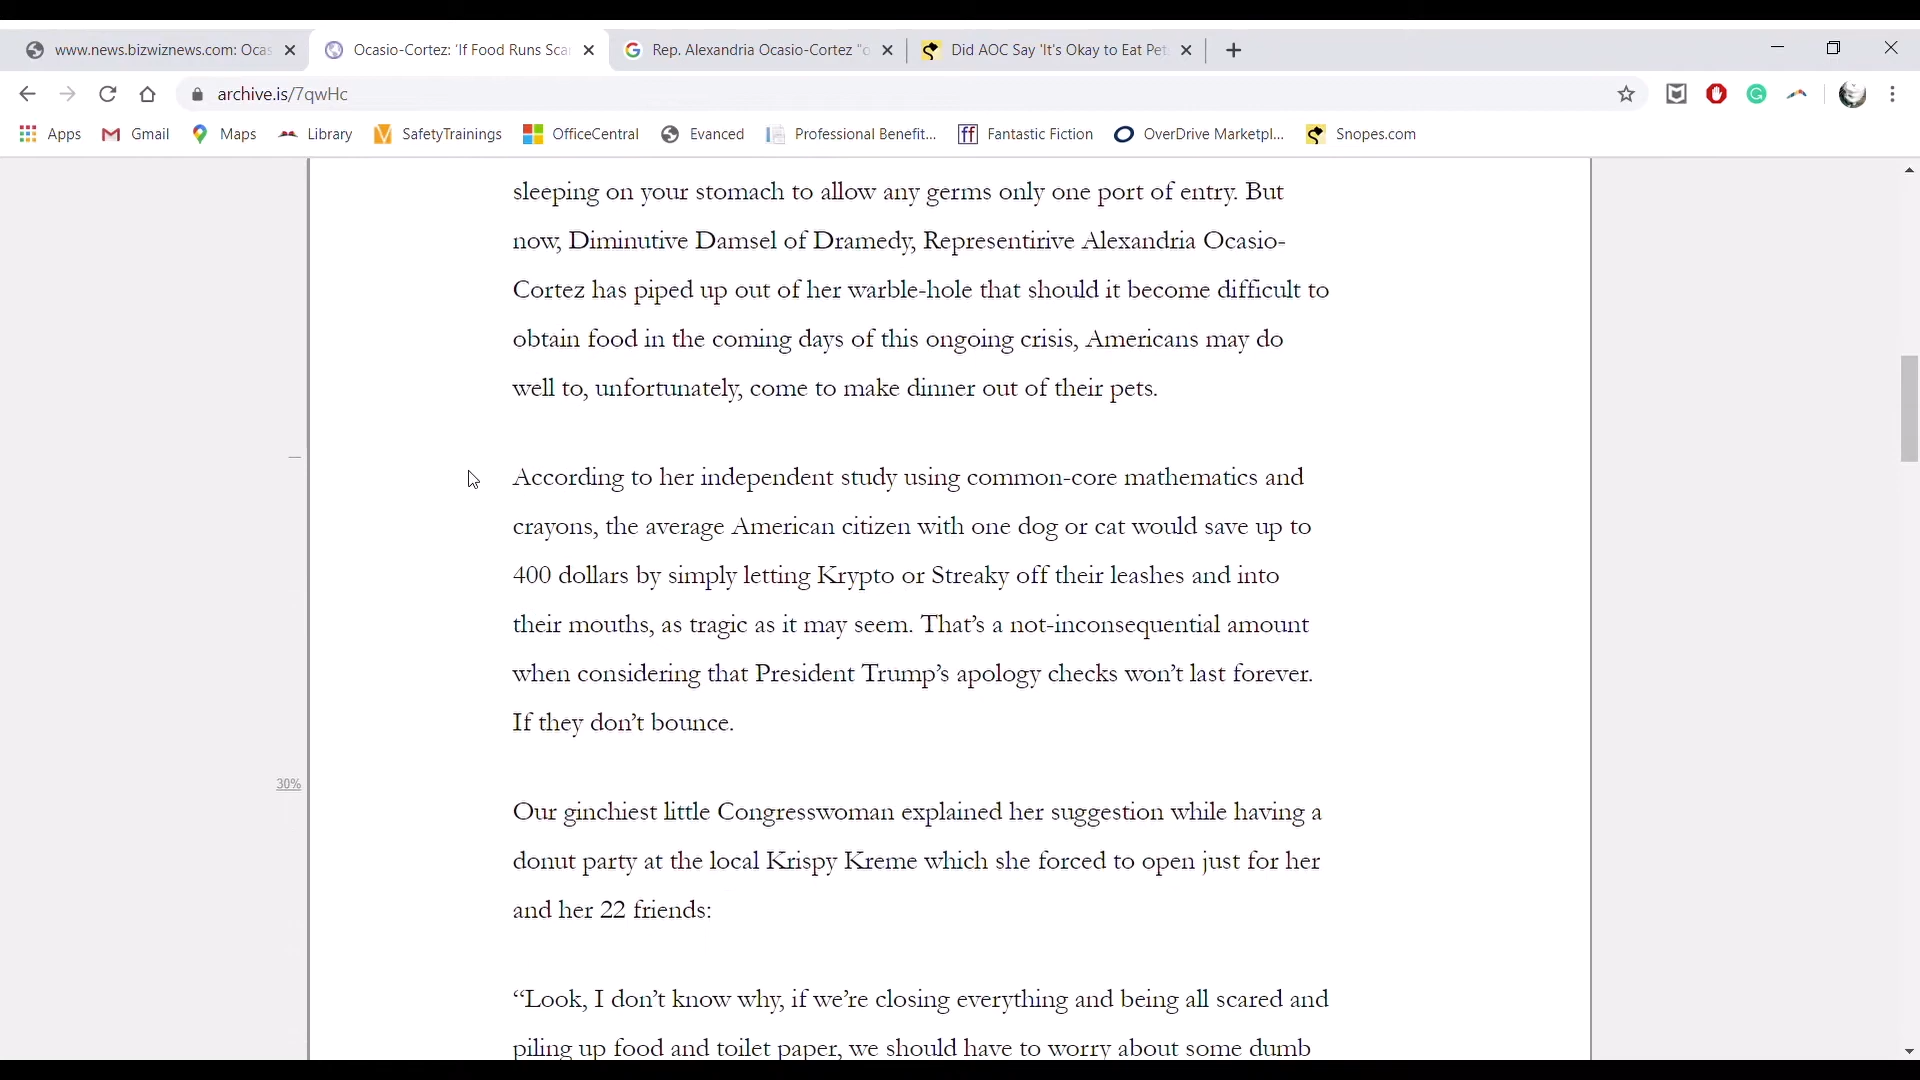 www.news.bizwiznews.com: Ocas
Ocasio-Cortez: 'If Food Runs Sca
Rep. Alexandria Ocasio-Cortez "o
Did AOC Say 'It's Okay to Eat Pet
archive.is/7qwHc
Apps
Gmail
Maps
Library
SafetyTrainings
OfficeCentral
Evanced
Professional Benefit...
Fantastic Fiction
OverDrive Marketpl...
Snopes.com
sleeping on your stomach to allow any germs only one port of entry. But
now, Diminutive Damsel of Dramedy, Representirive Alexandria Ocasio-
Cortez has piped up out of her warble-hole that should it become difficult to
obtain food in the coming days of this ongoing crisis, Americans may do
well to, unfortunately, come to make dinner out of their pets.
According to her independent study using common-core mathematics and
crayons, the average American citizen with one dog or cat would save up to
400 dollars by simply letting Krypto or Streaky off their leashes and into
their mouths, as tragic as it may seem. That's a not-inconsequential amount
when considering that President Trump's apology checks won't last forever.
If they don't bounce.
30%
Our ginchiest little Congresswoman explained her suggestion while having a
donut party at the local Krispy Kreme which she forced to open just for her
and her 22 friends:
“Look, I don't know why, if we're closing everything and being all scared and
piling up food and toilet paper, we should have to worry about some dumb